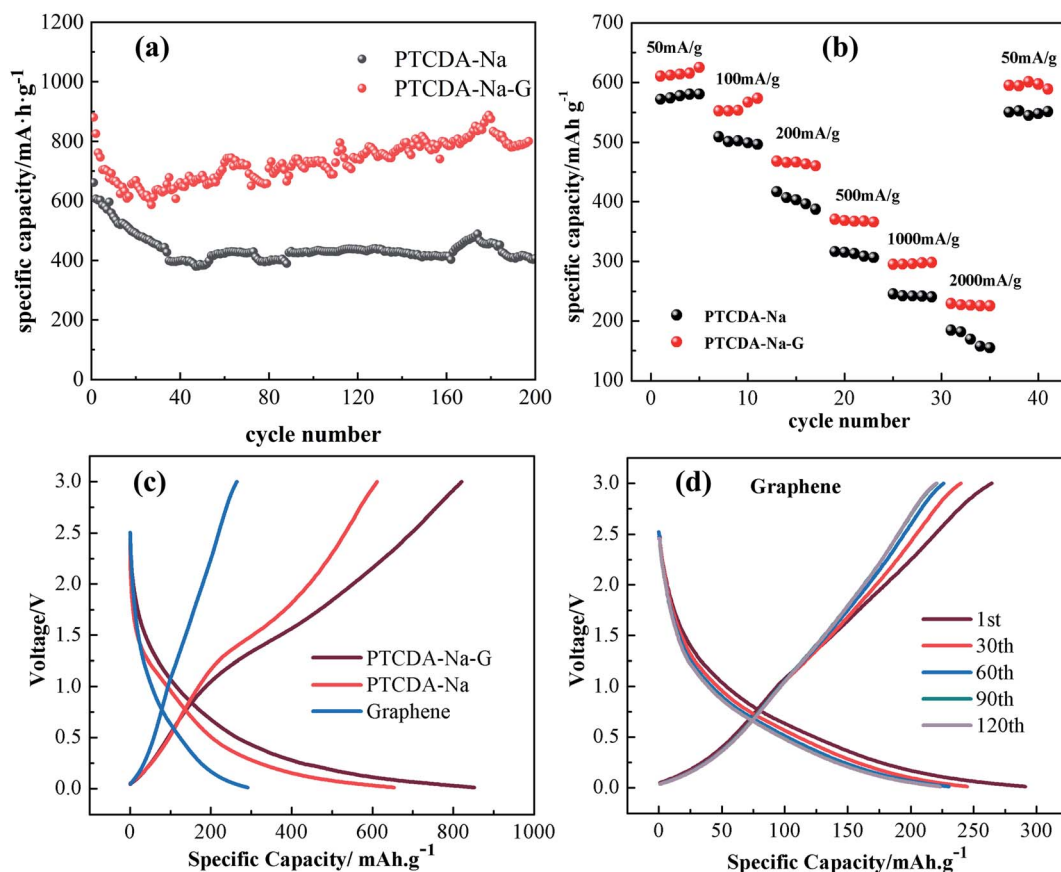 (a)
PTCDA-Na
PTCDA-Na-G
1200
1000
800
600
400
200
0
specific capacity/mA·h·g-1
0 40 80 120 160 200
cycle number
(b)
50mA/g
100mA/g
200mA/g
500mA/g
1000mA/g
2000mA/g
50mA/g
PTCDA-Na
PTCDA-Na-G
700
600
500
400
300
200
100
specific capacity/mAh g-1
0 10 20 30 40
cycle number
(c)
3.0
2.5
2.0
1.5
1.0
0.5
0.0
Voltage/V
PTCDA-Na-G
PTCDA-Na
Graphene
0 200 400 600 800 1000
Specific Capacity/ mAh.g-1
(d)
Graphene
3.0
2.5
2.0
1.5
1.0
0.5
0.0
Voltage/V
1st
30th
60th
90th
120th
0 50 100 150 200 250 300
Specific Capacity/mAh.g-1